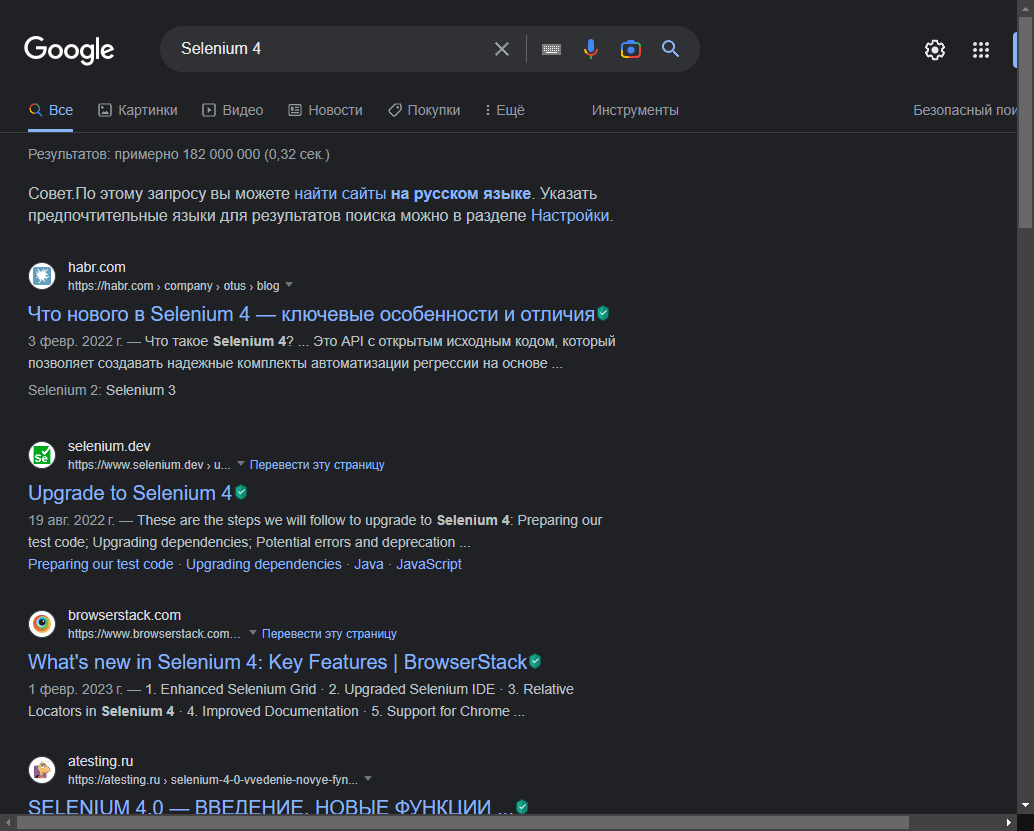 Google
Selenium 4
Все
Картинки
Видео
Новости
Покупки
Ещё
Инструменты
Безопасный пои
Результатов: примерно 182 000 000 (0,32 сек.)
Совет.По этому запросу вы можете найти сайты на русском языке. Указать
предпочтительные языки для результатов поиска можно в разделе Настройки.
habr.com
https://habr.com › company › otus › blog
Что нового в Selenium 4 — ключевые особенности и отличия
3 февр. 2022 г. — Что такое Selenium 4? ... Это API с открытым исходным кодом, который
позволяет создавать надежные комплекты автоматизации регрессии на основе ...
Selenium 2: Selenium 3
selenium.dev
https://www.selenium.dev › u... Перевести эту страницу
Upgrade to Selenium 4
19 авг. 2022 г. — These are the steps we will follow to upgrade to Selenium 4: Preparing our
test code; Upgrading dependencies; Potential errors and deprecation ...
Preparing our test code · Upgrading dependencies · Java · JavaScript
browserstack.com
https://www.browserstack.com... Перевести эту страницу
What's new in Selenium 4: Key Features | BrowserStack
1 февр. 2023 г. — 1. Enhanced Selenium Grid · 2. Upgraded Selenium IDE · 3. Relative
Locators in Selenium 4 · 4. Improved Documentation · 5. Support for Chrome ...
atesting.ru
https://atesting.ru › selenium-4-0-vvedenie-novye-fyn...
SELENIUM 4.0 — ВВЕДЕНИЕ. НОВЫЕ ФУНКЦИИ ...